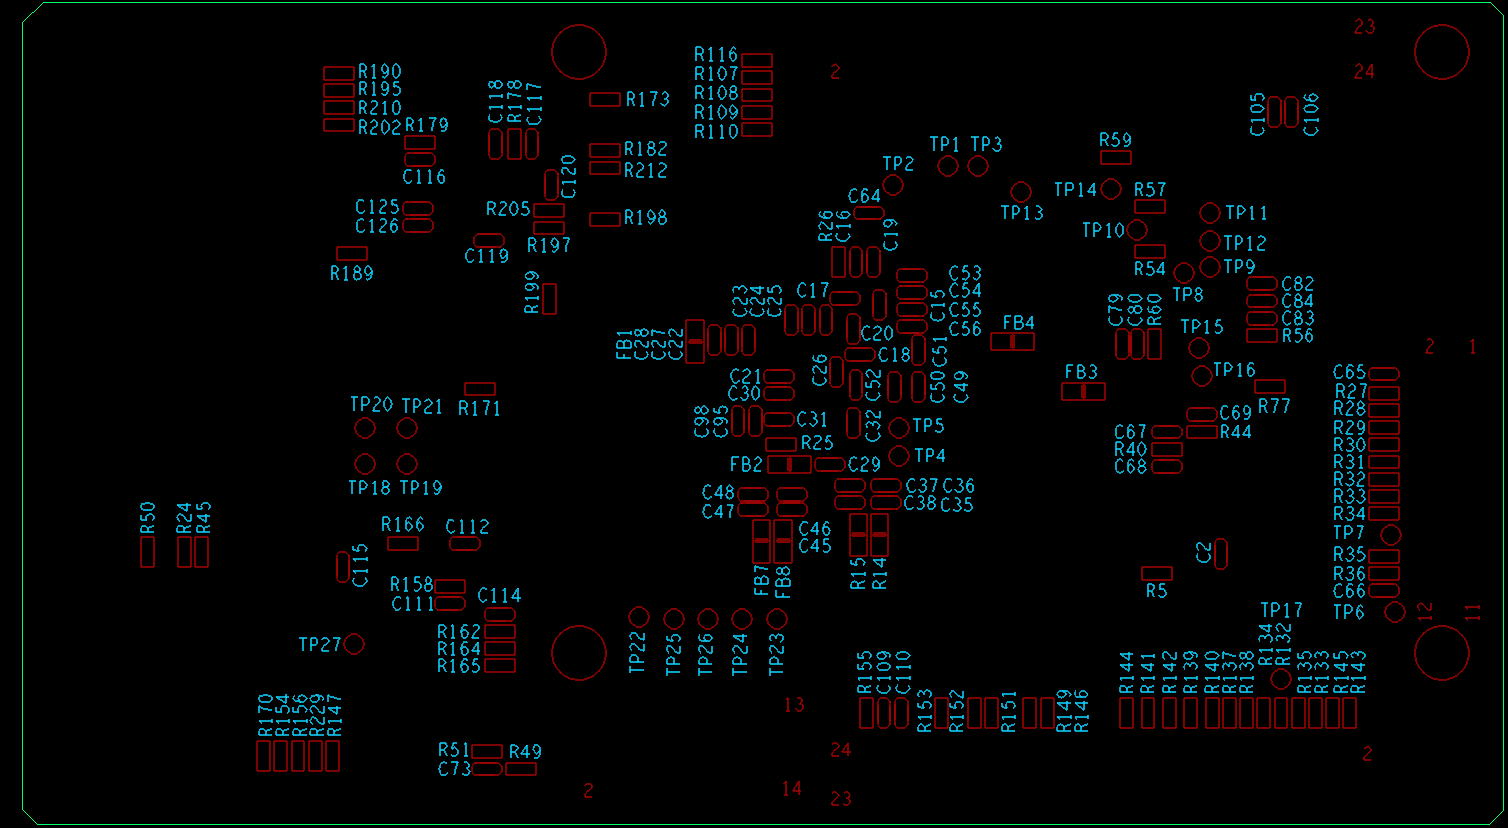 23
R116
R190
R107
2
24
R195
R108
R210
C118
R178
C117
R173
R109
C105
C106
R202
R179
R110
TP1
TP3
R59
R182
C120
R212
TP2
C116
TP14
R57
C64
C125
R205
R198
TP13
TP11
C126
R26
C16
C19
TP10
TP12
C119
R197
R189
R54
TP9
C53
R199
C23
C24
C25
C17
C54
TP8
C82
C15
C55
C79
C80
R60
C84
C56
FB4
C83
FB1
C28
C27
C22
C20
TP15
R56
C18
C51
2
1
C26
C21
FB3
TP16
C65
C30
C52
C50
C49
R27
TP20
TP21
R171
R77
R28
C98
C95
C31
C32
TP5
C69
R29
C67
R44
R25
R40
R30
FB2
C29
TP4
C68
R31
TP18
TP19
R32
C48
C37
C36
R33
C47
C38
C35
R34
R50
R24
R45
R166
C112
C46
TP7
C45
C115
C2
R35
FB7
FB8
R15
R14
R36
R158
R5
C66
C111
C114
TP17
TP6
12
11
R162
TP27
R164
TP22
TP25
TP26
TP24
TP23
R134
R132
R165
R155
C109
C110
R144
R141
R142
R139
R140
R137
R138
R135
R133
R145
R143
R170
R154
R156
R229
R147
13
R153
R152
R151
R149
R146
R51
R49
24
2
C73
2
14
23